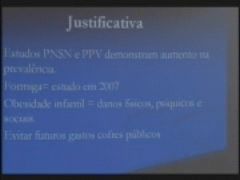 Justificativa
Estudos PNSN e PPV demonstram aumento na
prevalência.
Formiga= estudo em 2007
Obesidade infantil = danos físicos, psíquicos e
sociais.
Evitar futuros gastos cofres públicos